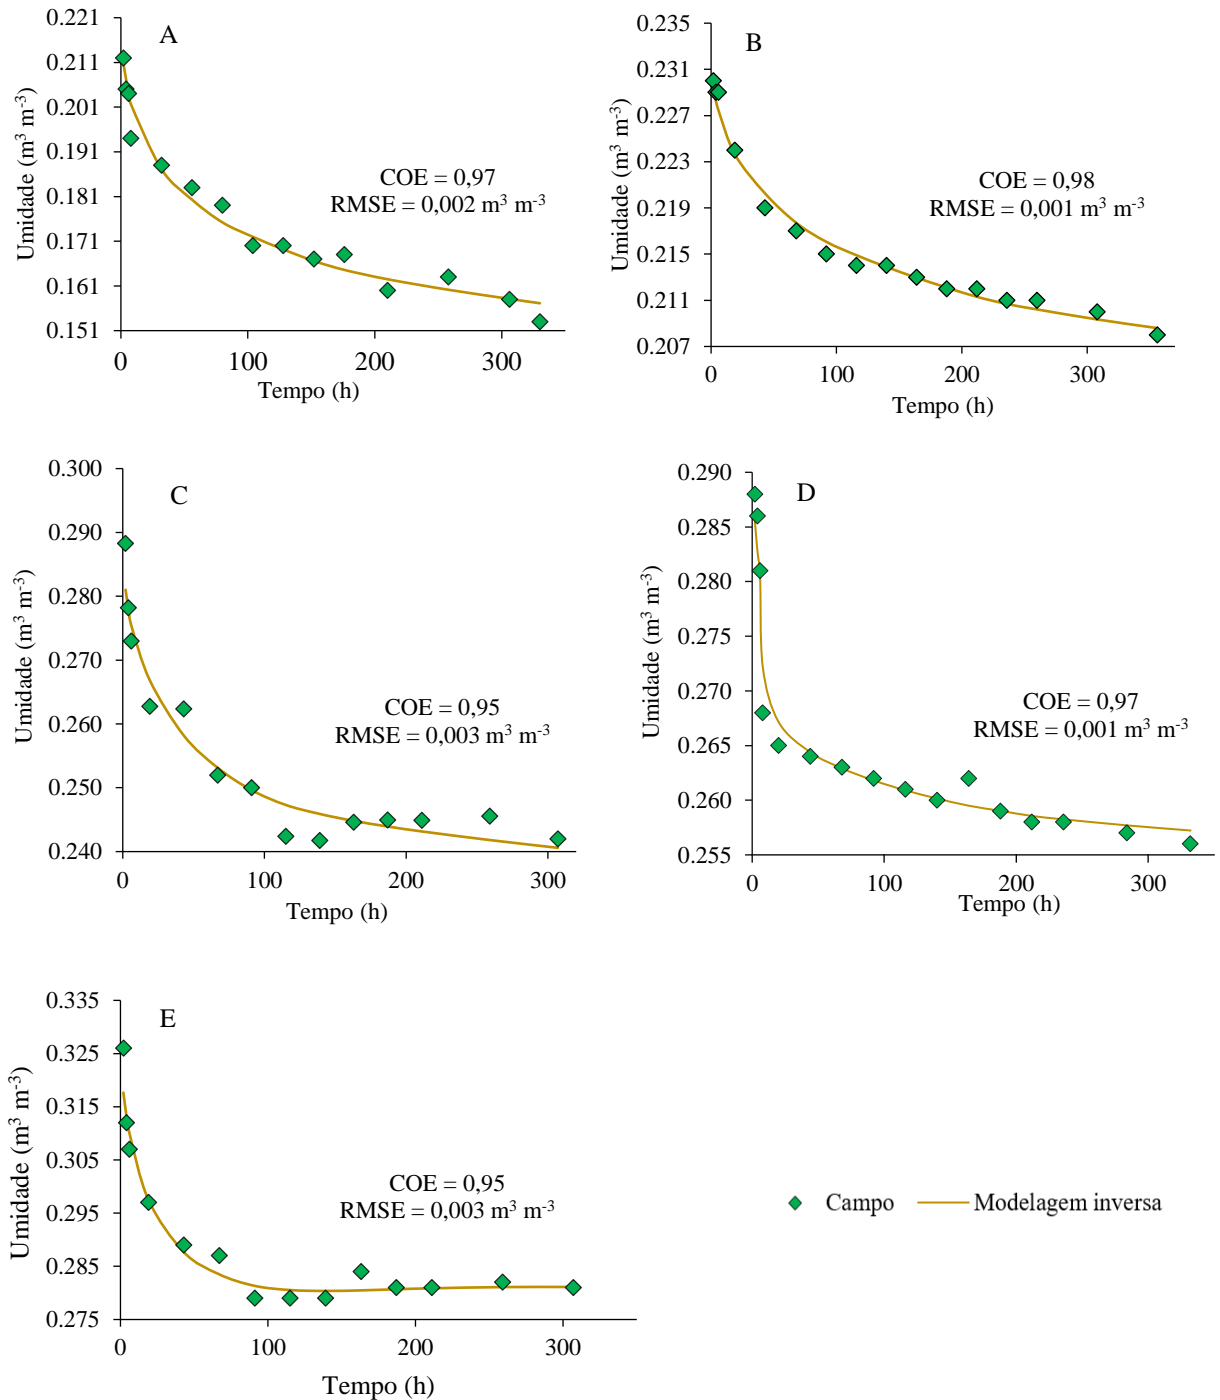 A
Umidade (m³ m⁻³)
0.221
0.211
0.201
0.191
0.181
0.171
0.161
0.151
COE = 0,97
RMSE = 0,002 m³ m⁻³
0 100 200 300
Tempo (h)
B
Umidade (m³ m⁻³)
0.235
0.231
0.227
0.223
0.219
0.215
0.211
0.207
COE = 0,98
RMSE = 0,001 m³ m⁻³
0 100 200 300
Tempo (h)
C
Umidade (m³ m⁻³)
0.300
0.290
0.280
0.270
0.260
0.250
0.240
COE = 0,95
RMSE = 0,003 m³ m⁻³
0 100 200 300
Tempo (h)
D
Umidade (m³ m⁻³)
0.290
0.285
0.280
0.275
0.270
0.265
0.260
0.255
COE = 0,97
RMSE = 0,001 m³ m⁻³
0 100 200 300
Tempo (h)
E
Umidade (m³ m⁻³)
0.335
0.325
0.315
0.305
0.295
0.285
0.275
COE = 0,95
RMSE = 0,003 m³ m⁻³
0 100 200 300
Tempo (h)
Campo Modelagem inversa